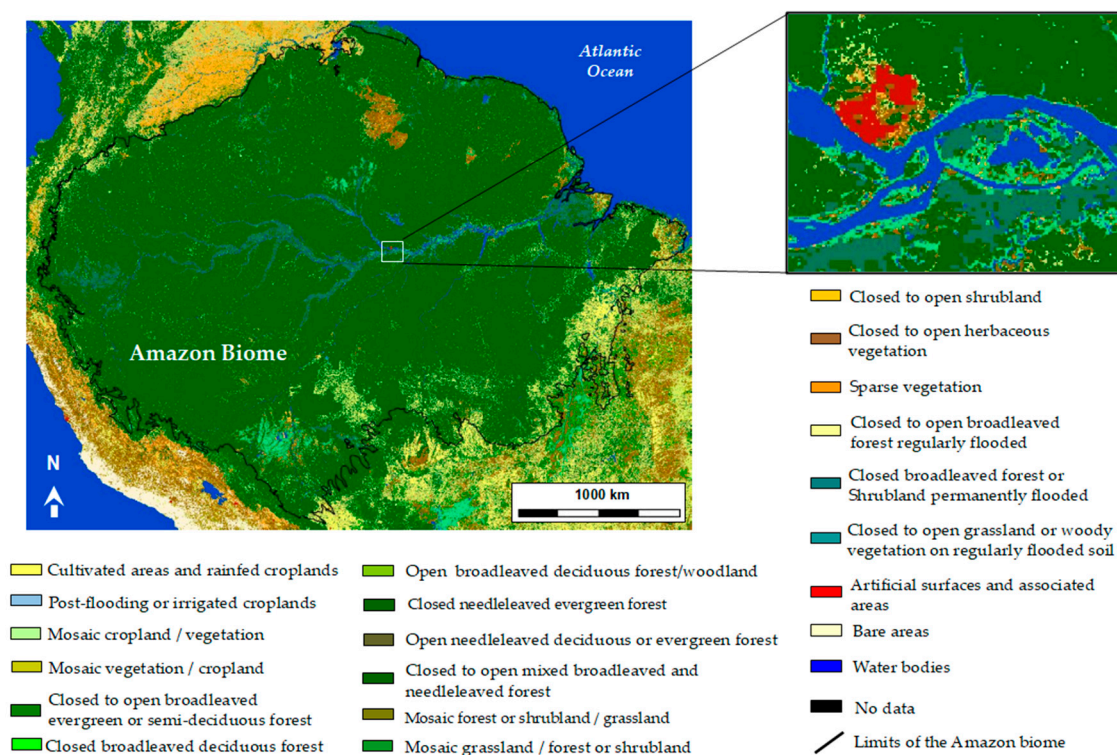 Atlantic
Ocean
Amazon Biome
N
1000 km
Closed to open shrubland
Closed to open herbaceous
vegetation
Sparse vegetation
Closed to open broadleaved
forest regularly flooded
Closed broadleaved forest or
Shrubland permanently flooded
Closed to open grassland or woody
vegetation on regularly flooded soil
Artificial surfaces and associated
areas
Bare areas
Water bodies
No data
Limits of the Amazon biome
Cultivated areas and rainfed croplands
Post-flooding or irrigated croplands
Mosaic cropland / vegetation
Mosaic vegetation / cropland
Closed to open broadleaved
evergreen or semi-deciduous forest
Closed broadleaved deciduous forest
Open broadleaved deciduous forest/woodland
Closed needleleaved evergreen forest
Open needleleaved deciduous or evergreen forest
Closed to open mixed broadleaved and
needleleaved forest
Mosaic forest or shrubland / grassland
Mosaic grassland / forest or shrubland